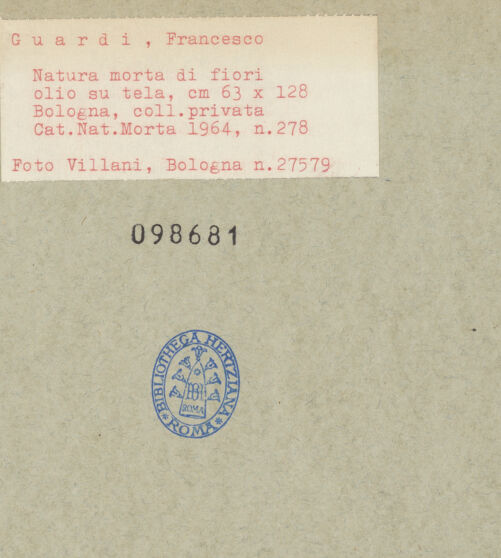 G u a r d i , Francesco
Natura morta di fiori
olio su tela, cm 63 x 128
Bologna, coll.privata
Cat.Nat.Morta 1964, n.278
Foto Villani, Bologna n.27579
098681
BIBLIOTHECA HERTZIANA
ROMA
*ROMA*